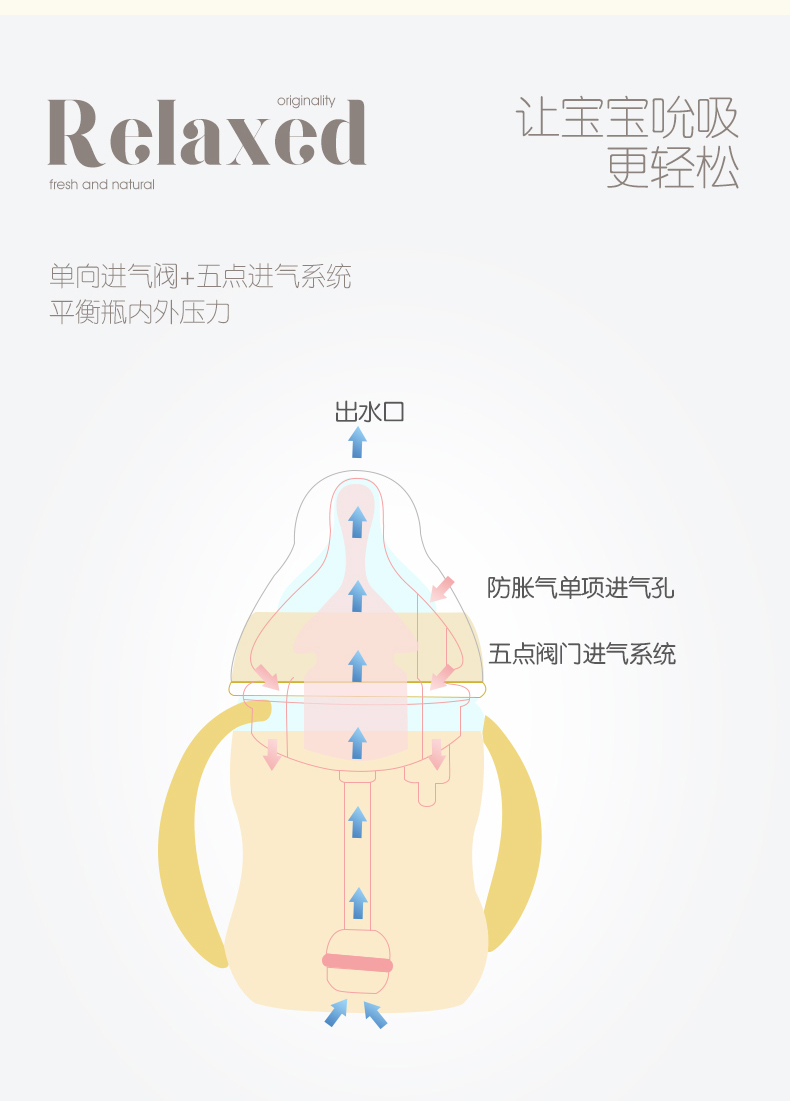 originality
Relaxed
fresh and natural
让宝宝吮吸
更轻松
单向进气阀+五点进气系统
平衡瓶内外压力
出水口
防胀气单项进气孔
五点阀门进气系统